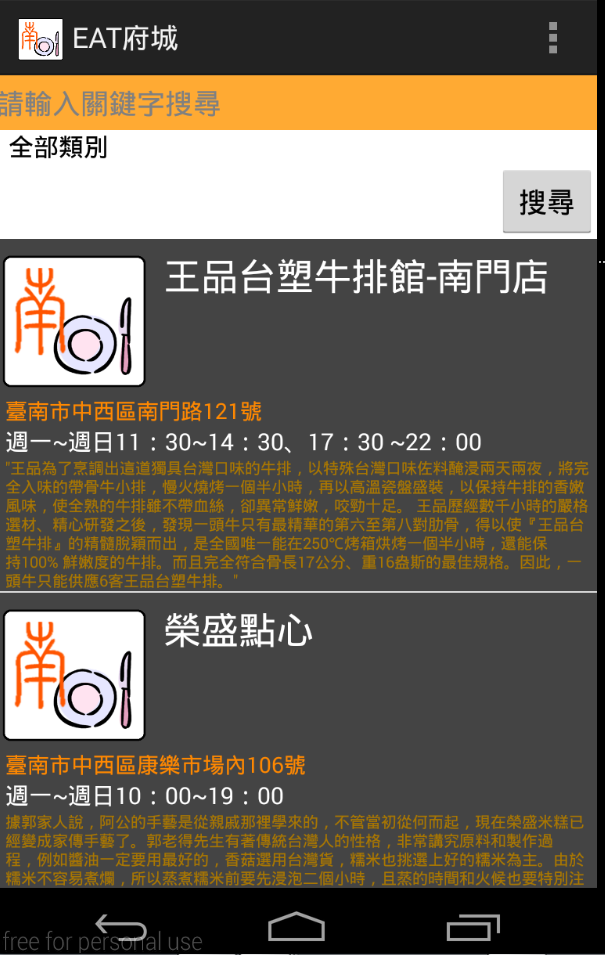 EAT府城
請輸入關鍵字搜尋
全部類別
搜尋
王品台塑牛排館-南門店
臺南市中西區南門路121號
週一~週日11：30~14：30、17：30 ~22：00
"王品為了烹調出這道獨具台灣口味的牛排，以特殊台灣口味佐料醃浸兩天兩夜，將完
全入味的帶骨牛小排，慢火燒烤一個半小時，再以高溫瓷盤盛裝，以保持牛排的香嫩
風味，使全熟的牛排雖不帶血絲，卻異常鮮嫩，咬勁十足。 王品歷經數千小時的嚴格
選材、精心研發之後，發現一頭牛只有最精華的第六至第八對肋骨，得以使『王品台
塑牛排』的精髓脫穎而出，是全國唯一能在250℃烤箱烘烤一個半小時，還能保
持100% 鮮嫩度的牛排。而且完全符合骨長17公分、重16盎斯的最佳規格。因此，一
頭牛只能供應6客王品台塑牛排。"
榮盛點心
臺南市中西區康樂市場內106號
週一~週日10：00~19：00
據郭家人說，阿公的手藝是從親戚那裡學來的，不管當初從何而起，現在榮盛米糕已
經變成家傳手藝了。郭老得先生有著傳統台灣人的性格，非常講究原料和製作過
程，例如醬油一定要用最好的，香菇選用台灣貨，糯米也挑選上好的糯米為主。由於
糯米不容易煮爛，所以蒸煮糯米前要先浸泡二個小時，且蒸的時間和火候也要特別注
free for personal use